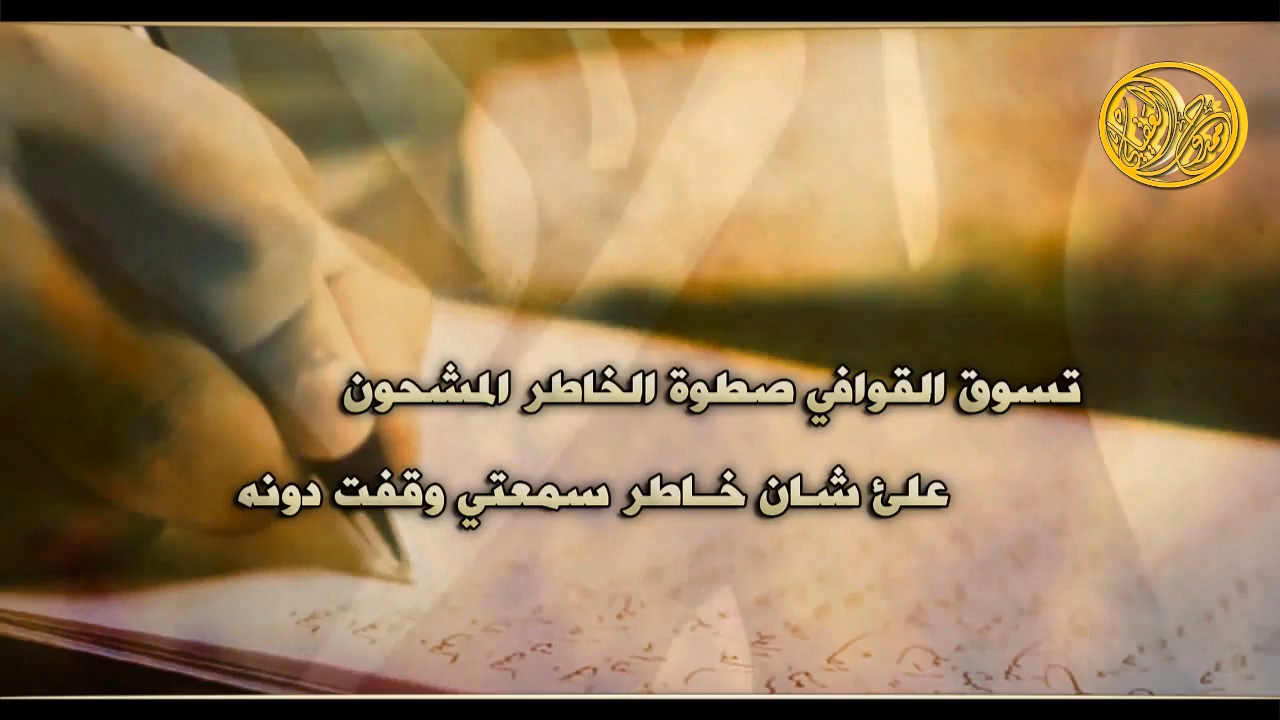 تسوق القوافي صطوة الخاطر المشحون
علئ شان خاطر سمعتي وقفت دونه